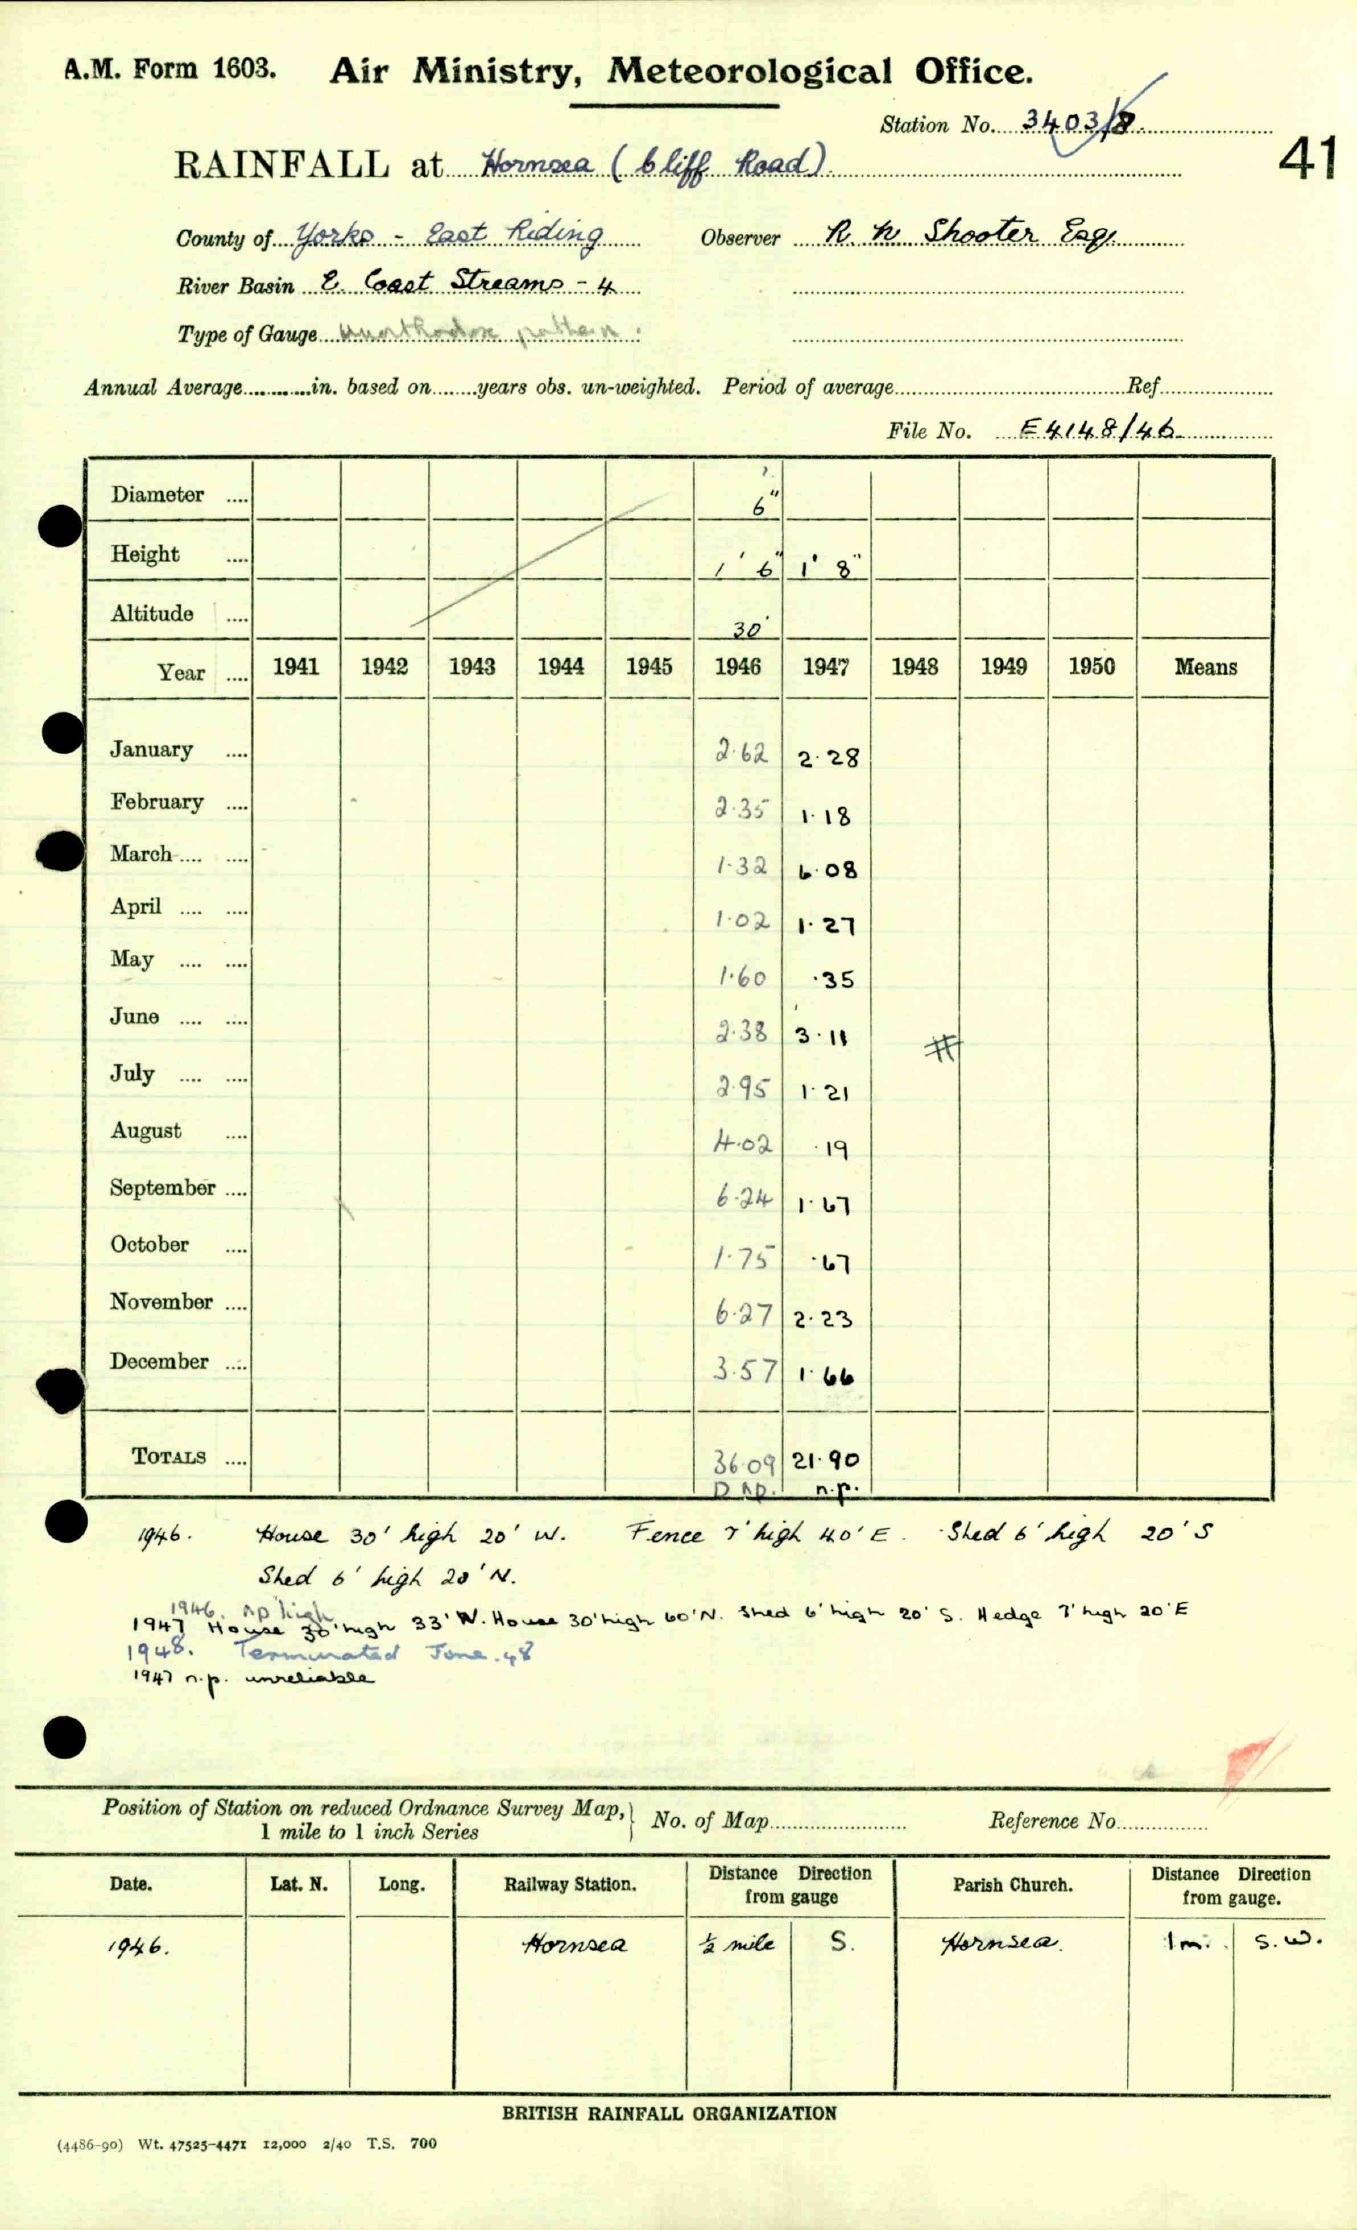 A.M. Form 1603. Air Ministry, Meteorological Office.
Station No. 3403/8
41
RAINFALL at Hornsea (Cliff Road)
County of Yorks - East Riding Observer R N Shooter Esq.
River Basin E. Coast Streams - 4
Type of Gauge unorthodox pattern.
Annual Average in. based on years obs. un-weighted. Period of average Ref
File No. E4148/46
Diameter 6"
Height 1' 6" 1' 8"
Altitude 30'
Year 1941 1942 1943 1944 1945 1946 1947 1948 1949 1950 Means
January 2.62 2.28
February 2.35 1.18
March 1.32 6.08
April 1.02 1.27
May 1.60 .35
June 2.38 3.11
#
July 2.95 1.21
August 4.02 .19
September 6.24 1.67
October 1.75 .67
November 6.27 2.23
December 3.57 1.66
TOTALS 36.09 21.90
n.p. n.p.
1946. House 30' high 20' W. Fence 7' high 40' E. Shed 6' high 20' S
Shed 6' high 20' N.
1946. np high
1947 House 30' high 33' W. House 30' high 60' N. Shed 6' high 20' S. Hedge 7' high 20' E
1948. Terminated June. 48
1947 n.p. unreliable
Position of Station on reduced Ordnance Survey Map, 1 mile to 1 inch Series } No. of Map Reference No.
Date. Lat. N. Long. Railway Station. Distance Direction from gauge Parish Church. Distance Direction from gauge.
1946. Hornsea ½ mile S. Hornsea. 1m. S.W.
BRITISH RAINFALL ORGANIZATION
(4486-90) Wt. 47525-4471 12,000 2/40 T.S. 700